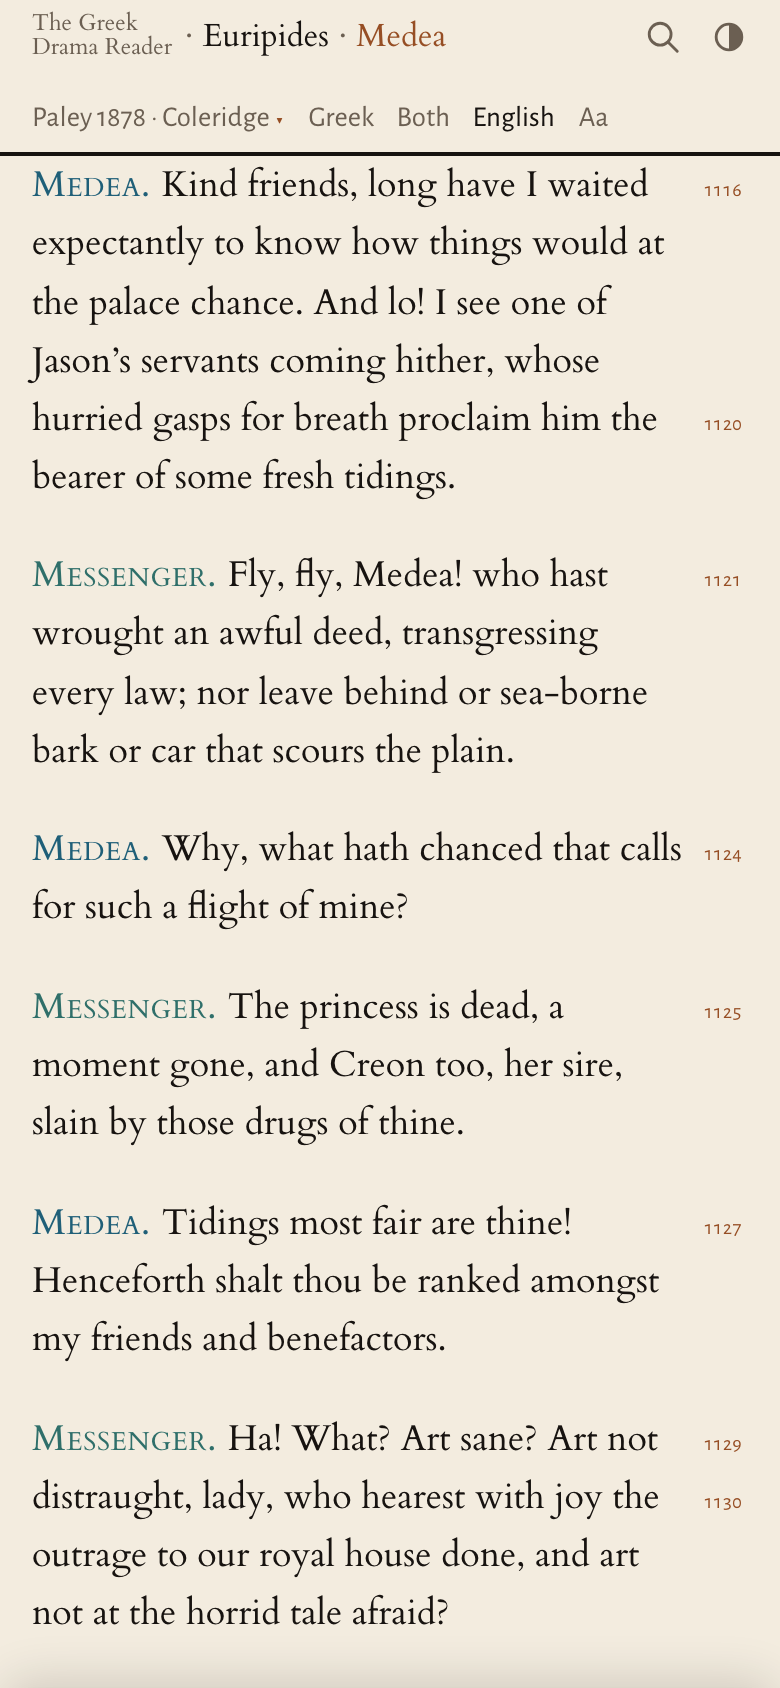 The Greek
Drama Reader · Euripides · Medea
Paley 1878 · Coleridge ▾ Greek Both English Aa
MEDEA. Kind friends, long have I waited 1116
expectantly to know how things would at
the palace chance. And lo! I see one of
Jason’s servants coming hither, whose
hurried gasps for breath proclaim him the 1120
bearer of some fresh tidings.
MESSENGER. Fly, fly, Medea! who hast 1121
wrought an awful deed, transgressing
every law; nor leave behind or sea-borne
bark or car that scours the plain.
MEDEA. Why, what hath chanced that calls 1124
for such a flight of mine?
MESSENGER. The princess is dead, a 1125
moment gone, and Creon too, her sire,
slain by those drugs of thine.
MEDEA. Tidings most fair are thine! 1127
Henceforth shalt thou be ranked amongst
my friends and benefactors.
MESSENGER. Ha! What? Art sane? Art not 1129
distraught, lady, who hearest with joy the 1130
outrage to our royal house done, and art
not at the horrid tale afraid?